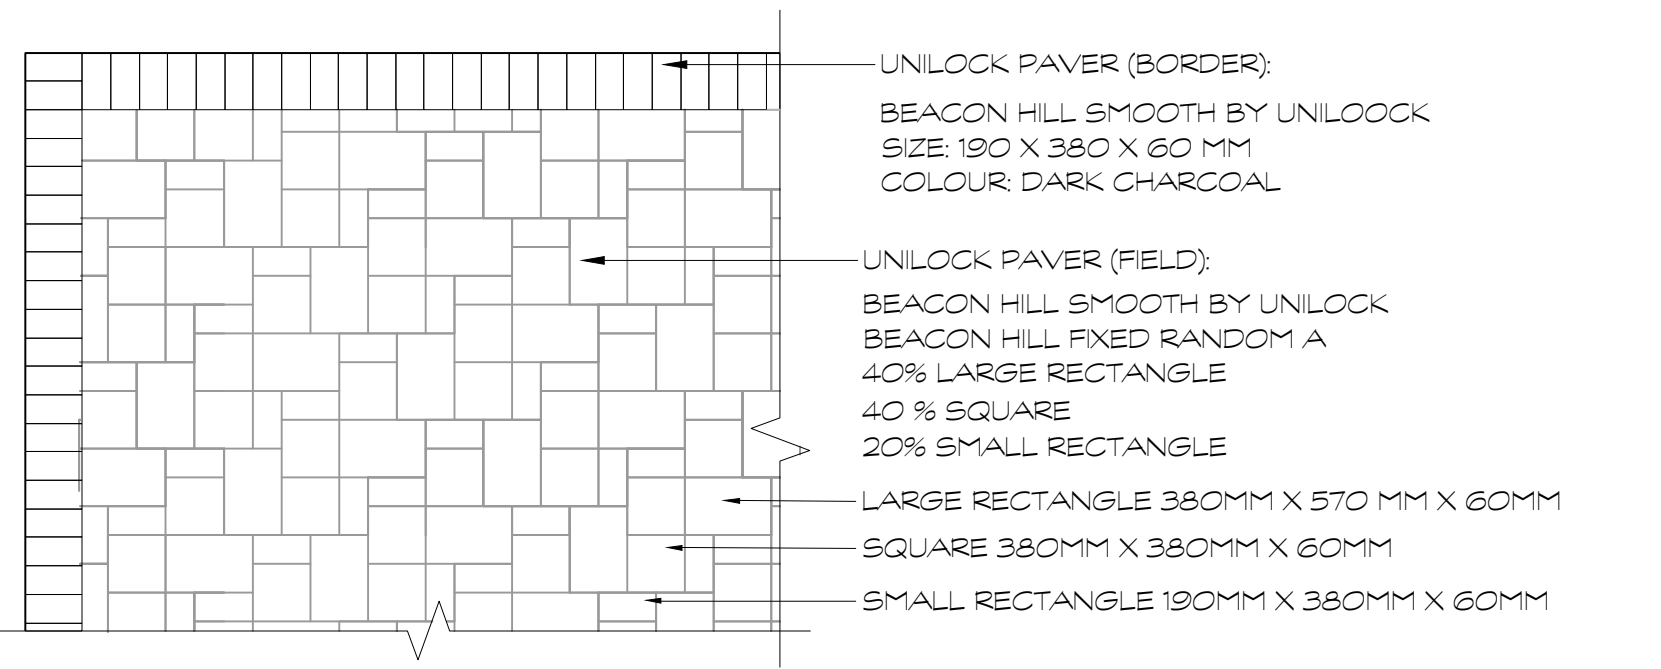 UNILOCK PAVER (BORDER):
BEACON HILL SMOOTH BY UNILOOCK
SIZE: 190 X 380 X 60 MM
COLOUR: DARK CHARCOAL
UNILOCK PAVER (FIELD):
BEACON HILL SMOOTH BY UNILOCK
BEACON HILL FIXED RANDOM A
40% LARGE RECTANGLE
40 % SQUARE
20% SMALL RECTANGLE
LARGE RECTANGLE 380MM X 570 MM X 60MM
SQUARE 380MM X 380MM X 60MM
SMALL RECTANGLE 190MM X 380MM X 60MM